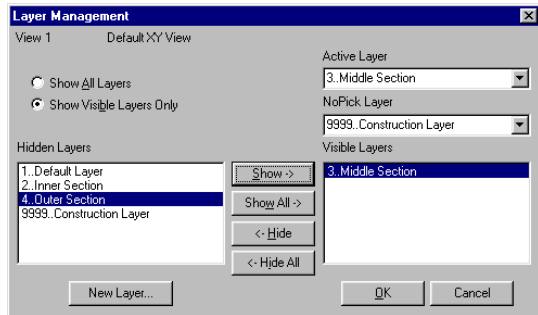 Layer Management
View 1 Default XY View
Active Layer
3..Middle Section
Show All Layers
Show Visible Layers Only
NoPick Layer
9999..Construction Layer
Hidden Layers
Visible Layers
1..Default Layer
2..Inner Section
4..Outer Section
9999..Construction Layer
Show ->
Show All ->
<- Hide
<- Hide All
3..Middle Section
New Layer...
OK
Cancel